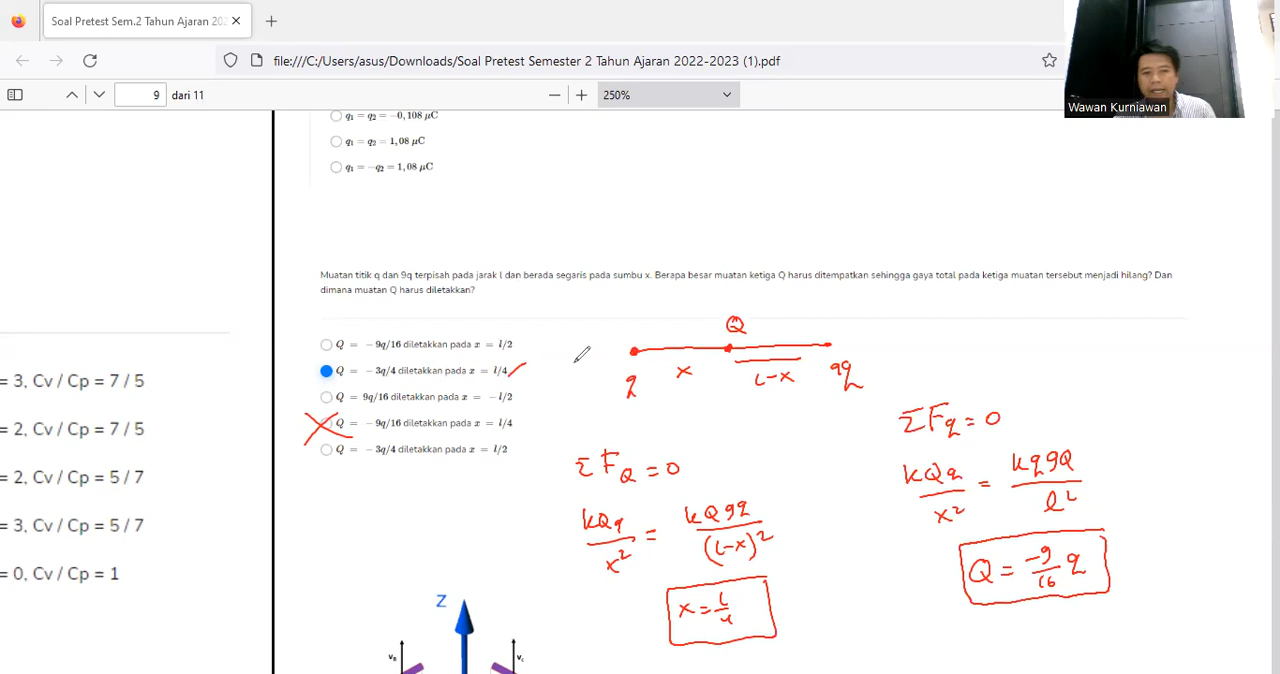 Soal Pretest Sem.2 Tahun Ajaran 202
file:///C:/Users/asus/Downloads/Soal Pretest Semester 2 Tahun Ajaran 2022-2023 (1).pdf
9 dari 11
250%
Wawan Kurniawan
q₁ = q₂ = −0,108 μC
q₁ = q₂ = 1,08 μC
q₁ = −q₂ = 1,08 μC
Muatan titik q dan 9q terpisah pada jarak l dan berada segaris pada sumbu x. Berapa besar muatan ketiga Q harus ditempatkan sehingga gaya total pada ketiga muatan tersebut menjadi hilang? Dan
dimana muatan Q harus diletakkan?
Q = − 9q/16 diletakkan pada x = l/2
Q = − 3q/4 diletakkan pada x = l/4
Q = 9q/16 diletakkan pada x = − l/2
Q = − 9q/16 diletakkan pada x = l/4
Q = − 3q/4 diletakkan pada x = l/2
= 3, Cv / Cp = 7 / 5
= 2, Cv / Cp = 7 / 5
= 2, Cv / Cp = 5 / 7
= 3, Cv / Cp = 5 / 7
= 0, Cv / Cp = 1
Q
q x L-x 9q
ΣF_Q = 0
kQq/x² = kQ9q/(L-x)²
x = L/4
ΣF_q = 0
kQq/x² = kq9Q/l²
Q = -9/16 q
Z
v_R v_L